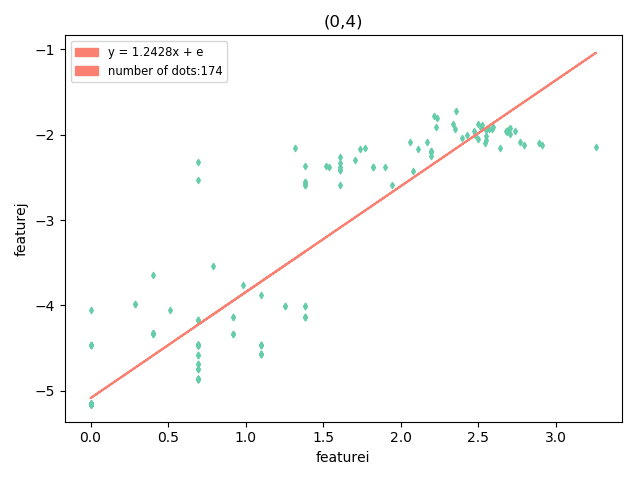 (0,4)
y = 1.2428x + e
number of dots:174
−1
−2
−3
−4
−5
featurej
0.0 0.5 1.0 1.5 2.0 2.5 3.0
featurei